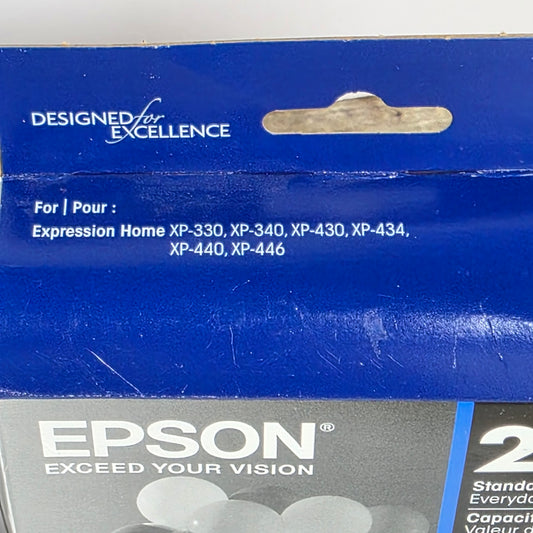 DESIGNED for
EXCELLENCE
For | Pour :
Expression Home XP-330, XP-340, XP-430, XP-434,
XP-440, XP-446
EPSON®
EXCEED YOUR VISION
2
Standa
Everyda
Capacit
Valeur q